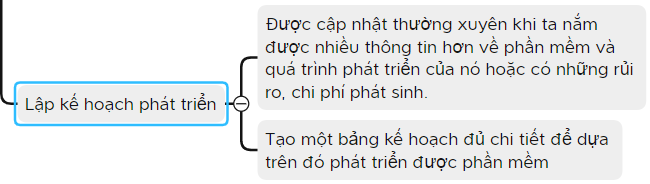 Lập kế hoạch phát triển
Được cập nhật thường xuyên khi ta nắm
được nhiều thông tin hơn về phần mềm và
quá trình phát triển của nó hoặc có những rủi
ro, chi phí phát sinh.
Tạo một bảng kế hoạch đủ chi tiết để dựa
trên đó phát triển được phần mềm